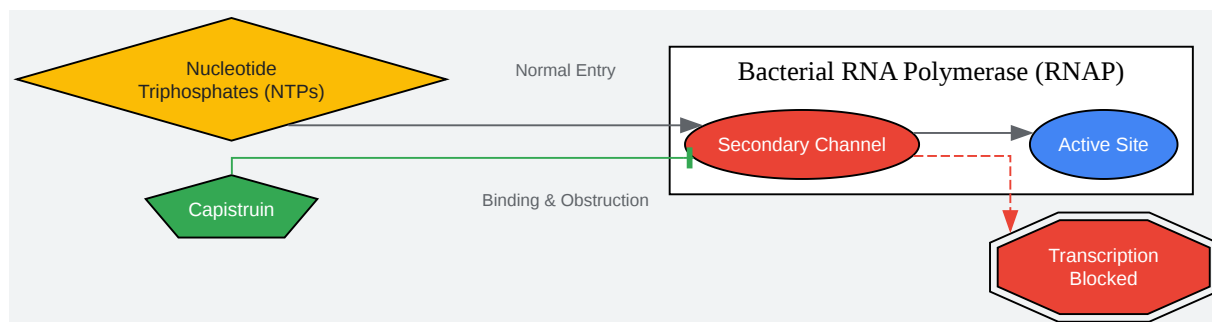 Nucleotide
Triphosphates (NTPs)
Normal Entry
Bacterial RNA Polymerase (RNAP)
Secondary Channel
Active Site
Capistruin
Binding & Obstruction
Transcription
Blocked